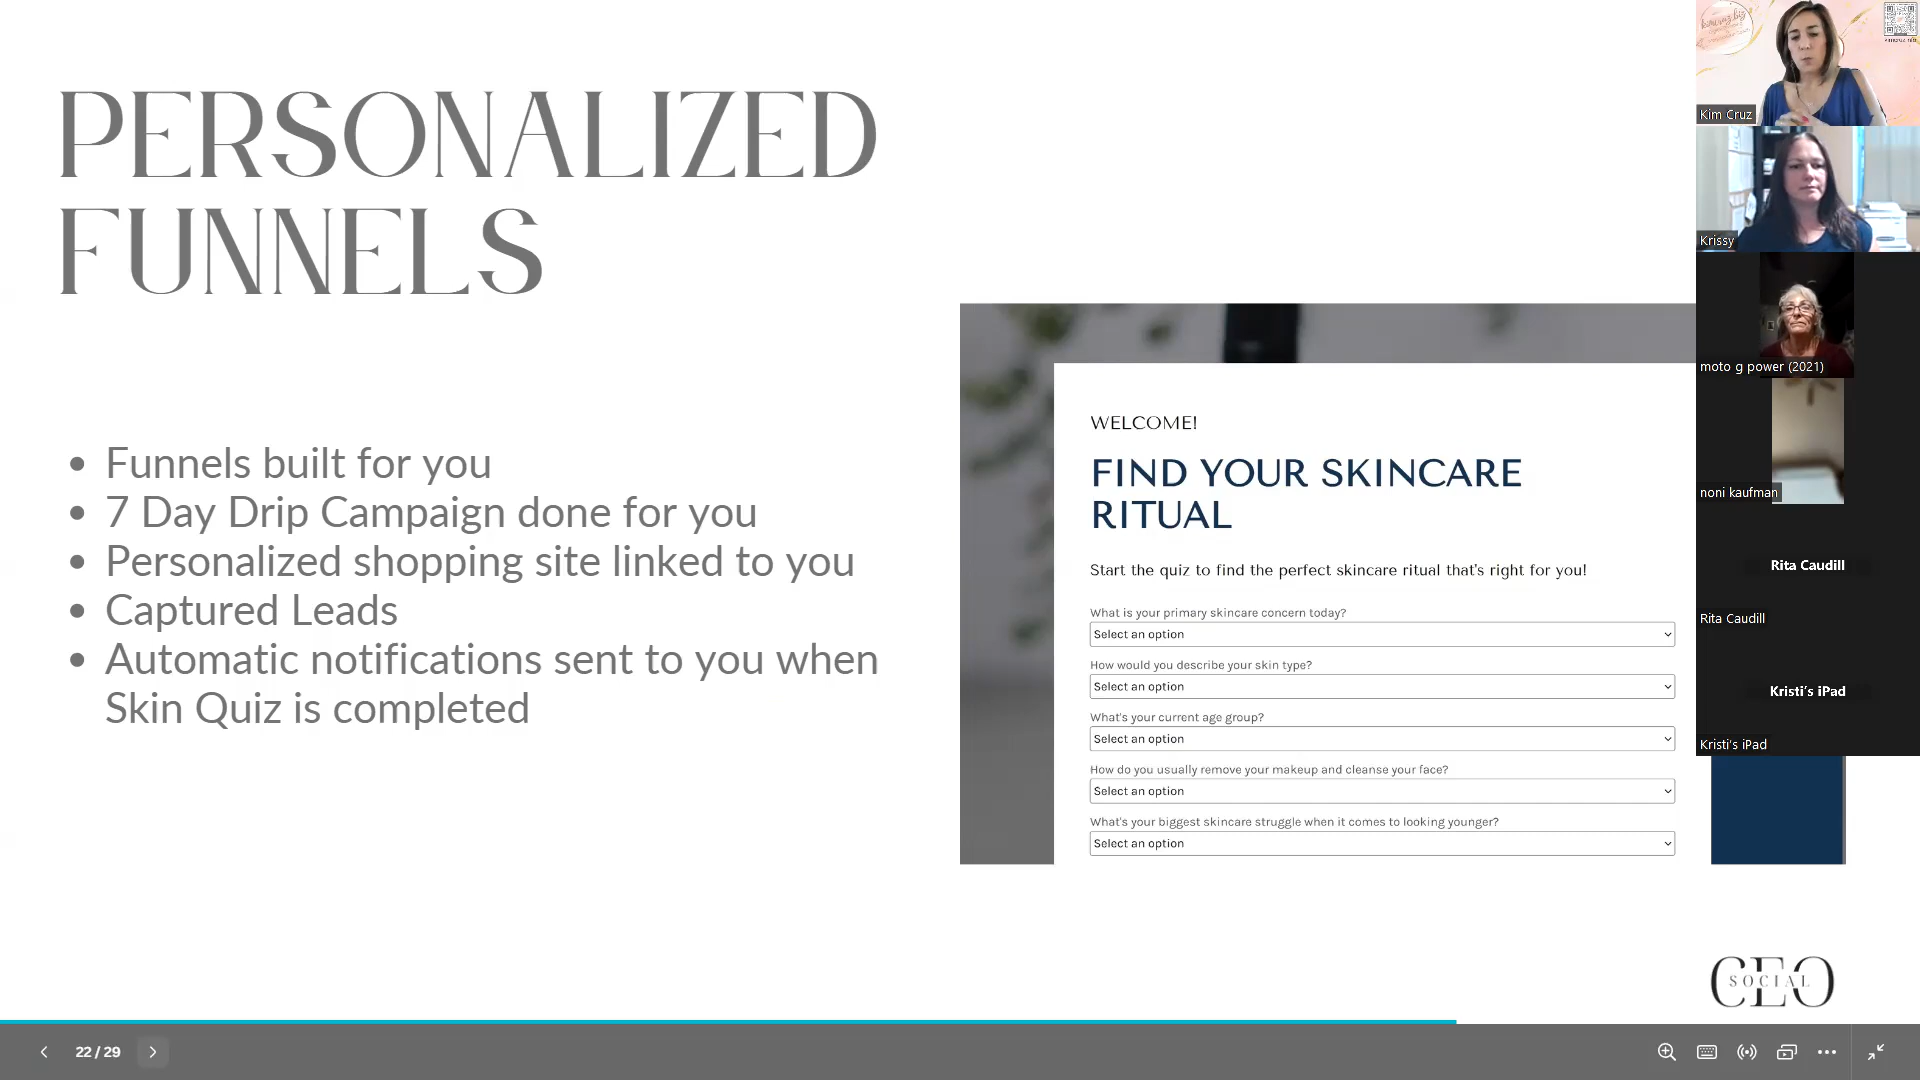 PERSONALIZED
FUNNELS
• Funnels built for you
• 7 Day Drip Campaign done for you
• Personalized shopping site linked to you
• Captured Leads
• Automatic notifications sent to you when
Skin Quiz is completed
WELCOME!
FIND YOUR SKINCARE
RITUAL
Start the quiz to find the perfect skincare ritual that's right for you!
What is your primary skincare concern today?
Select an option
How would you describe your skin type?
Select an option
What's your current age group?
Select an option
How do you usually remove your makeup and cleanse your face?
Select an option
What's your biggest skincare struggle when it comes to looking younger?
Select an option
Kim Cruz
Krissy
moto g power (2021)
noni kaufman
Rita Caudill
Rita Caudill
Kristi's iPad
Kristi's iPad
CEO
SOCIAL
22 / 29